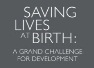 SAVING
LIVES
AT BIRTH:
A GRAND CHALLENGE
FOR DEVELOPMENT